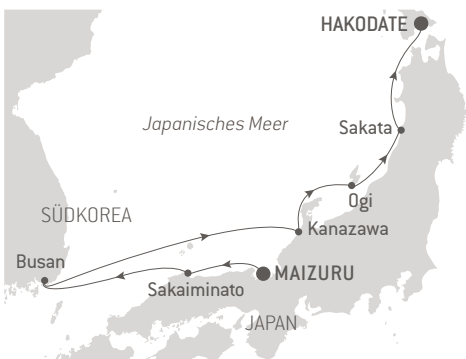 HAKODATE
Japanisches Meer
Sakata
Ogi
SÜDKOREA
Kanazawa
Busan
MAIZURU
Sakaiminato
JAPAN